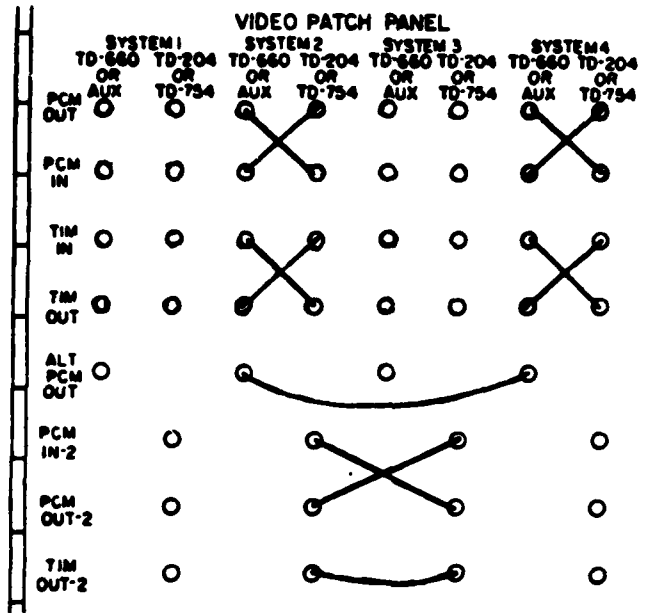 VIDEO PATCH PANEL
SYSTEM 1 SYSTEM 2 SYSTEM 3 SYSTEM 4
TD-660 TD-204 TD-660 TD-204 TD-660 TD-204 TD-660 TD-204
OR OR OR OR OR OR OR OR
AUX TD-754 AUX TD-754 AUX TD-754 AUX TD-754
PCM
OUT
PCM
IN
TIM
IN
TIM
OUT
ALT
PCM
OUT
PCM
IN-2
PCM
OUT-2
TIM
OUT-2